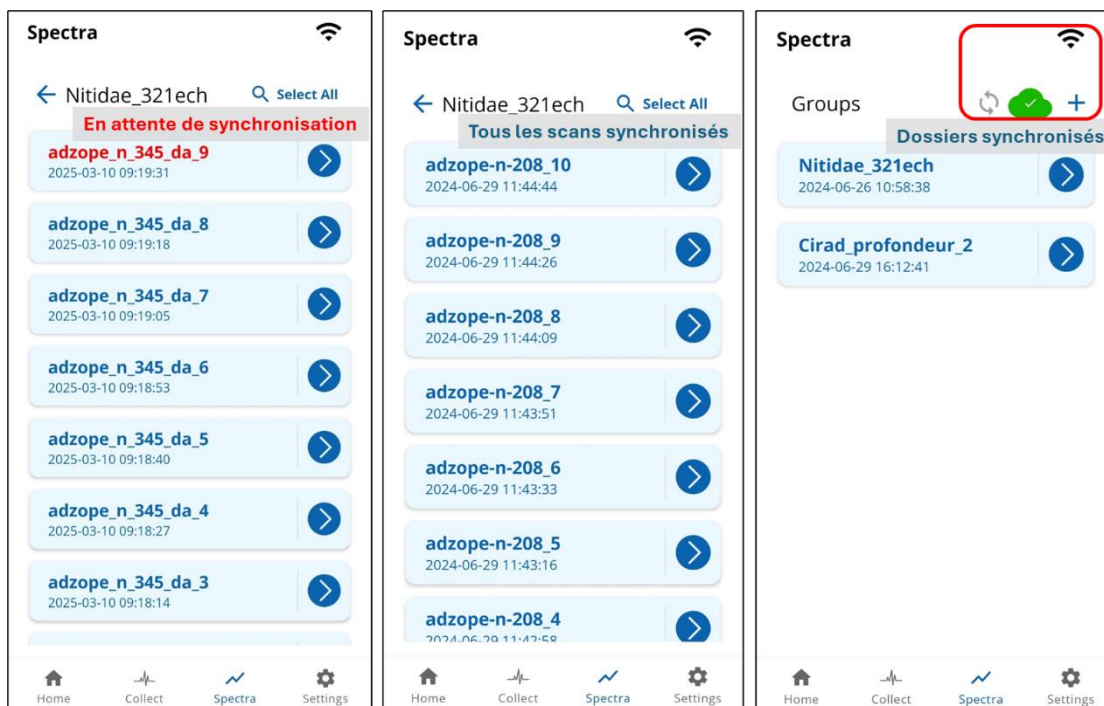 Spectra
Nitidae_321ech
Select All
En attente de synchronisation
adzope_n_345_da_9
2025-03-10 09:19:31
adzope_n_345_da_8
2025-03-10 09:19:18
adzope_n_345_da_7
2025-03-10 09:19:05
adzope_n_345_da_6
2025-03-10 09:18:53
adzope_n_345_da_5
2025-03-10 09:18:40
adzope_n_345_da_4
2025-03-10 09:18:27
adzope_n_345_da_3
2025-03-10 09:18:14
Home
Collect
Spectra
Settings
Spectra
Nitidae_321ech
Select All
Tous les scans synchronisés
adzope-n-208_10
2024-06-29 11:44:44
adzope-n-208_9
2024-06-29 11:44:26
adzope-n-208_8
2024-06-29 11:44:09
adzope-n-208_7
2024-06-29 11:43:51
adzope-n-208_6
2024-06-29 11:43:33
adzope-n-208_5
2024-06-29 11:43:16
adzope-n-208_4
2024-06-29 11:42:58
Home
Collect
Spectra
Settings
Spectra
Groups
Dossiers synchronisés
Nitidae_321ech
2024-06-26 10:58:38
Cirad_profondeur_2
2024-06-29 16:12:41
Home
Collect
Spectra
Settings